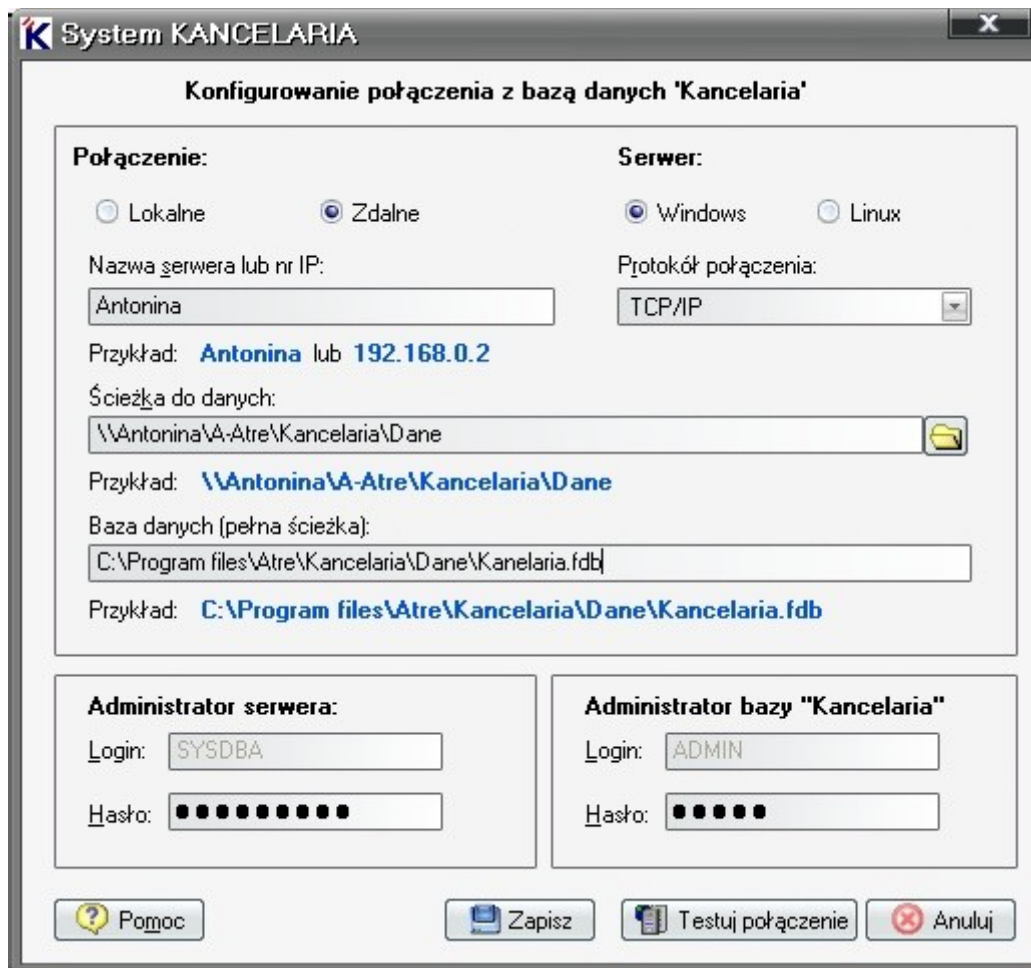 System KANCELARIA
Konfigurowanie połączenia z bazą danych 'Kancelaria'
Połączenie: Serwer:
Lokalne Zdalne Windows Linux
Nazwa serwera lub nr IP: Protokół połączenia:
Antonina TCP/IP
Przykład: Antonina lub 192.168.0.2
Ścieżka do danych:
\\Antonina\A-Atre\Kancelaria\Dane
Przykład: \\Antonina\A-Atre\Kancelaria\Dane
Baza danych (pełna ścieżka):
C:\Program files\Atre\Kancelaria\Dane\Kanelaria.fdb
Przykład: C:\Program files\Atre\Kancelaria\Dane\Kancelaria.fdb
Administrator serwera: Administrator bazy "Kancelaria"
Login: SYSDBA Login: ADMIN
Hasło: ●●●●●●●●● Hasło: ●●●●●
Pomoc Zapisz Testuj połączenie Anuluj